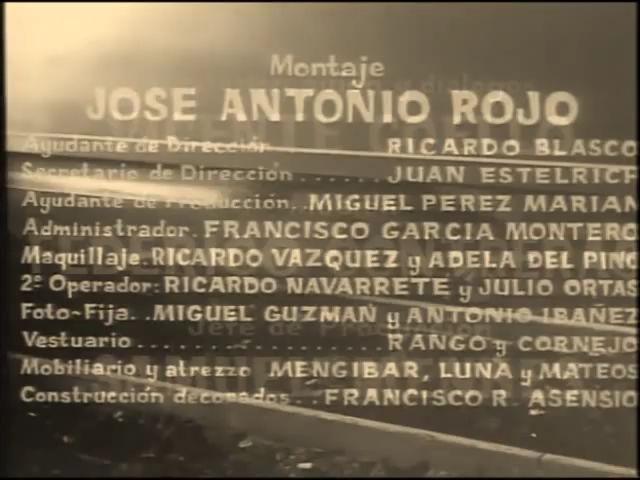 Montaje
JOSE ANTONIO ROJO
Ayudante de Dirección... RICARDO BLASCO
Secretario de Dirección...... JUAN ESTELRICH
Ayudante de Producción.. MIGUEL PEREZ MARIAN
Administrador. FRANCISCO GARCIA MONTERO
Maquillaje. RICARDO VAZQUEZ y ADELA DEL PINO
2º Operador: RICARDO NAVARRETE y JULIO ORTAS
Foto-Fija.. MIGUEL GUZMAN y ANTONIO IBAÑEZ
Vestuario.............. RANGO y CORNEJO
Mobiliario y atrezzo MENGIBAR, LUNA y MATEOS
Construcción decorados... FRANCISCO R. ASENSIO